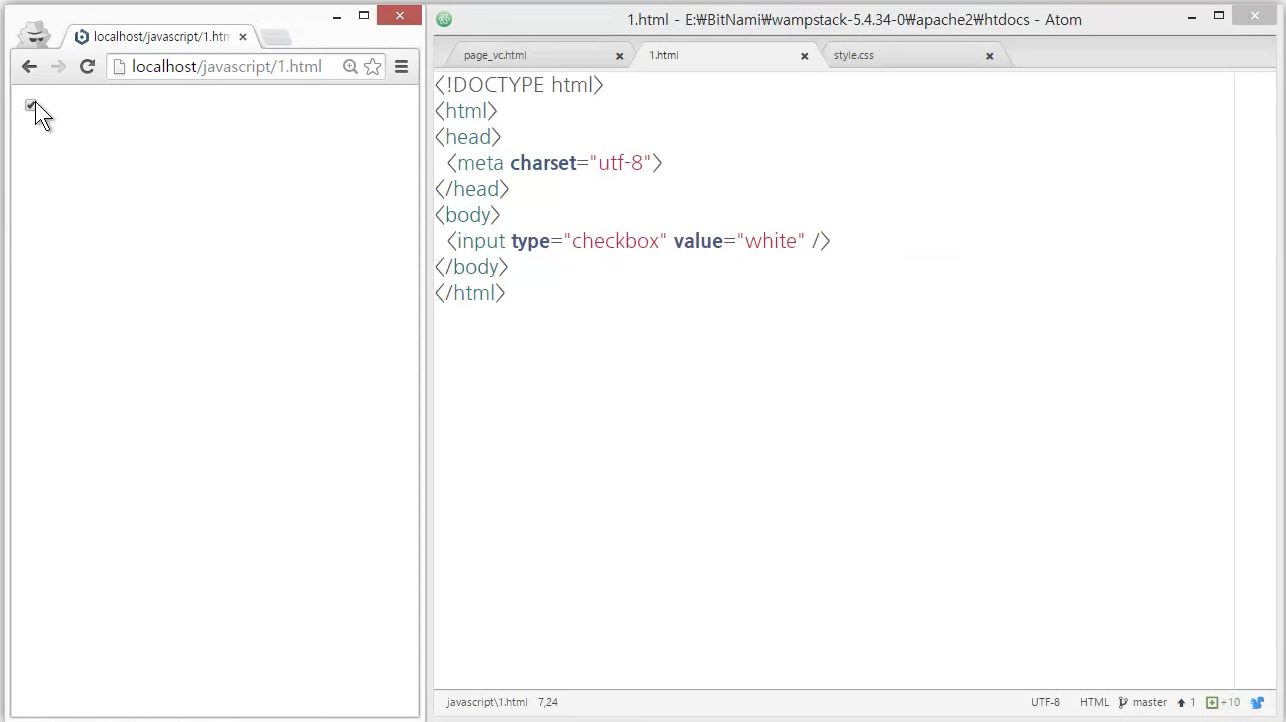 localhost/javascript/1.htm
localhost/javascript/1.html
1.html - E:₩BitNami₩wampstack-5.4.34-0₩apache2₩htdocs - Atom
page_vc.html
1.html
style.css
<!DOCTYPE html>
<html>
<head>
<meta charset="utf-8">
</head>
<body>
<input type="checkbox" value="white" />
</body>
</html>
javascript\1.html 7,24
UTF-8 HTML master 1 +10